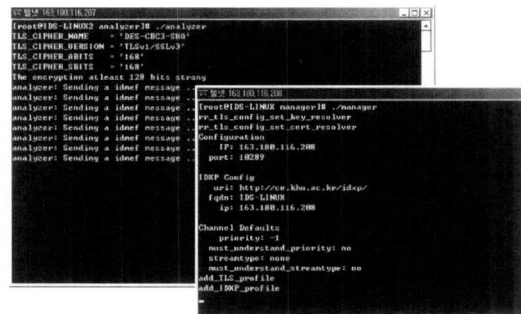 텔넷 163.180.116.207
[root@IDS-LINUX2 analyzer]# ./analyzer
TLS_CIPHER_NAME = 'DES-CBC3-SHA'
TLS_CIPHER_VERSION = 'TLSv1/SSLv3'
TLS_CIPHER_ABITS = '168'
TLS_CIPHER_SBITS = '168'
The encryption atleast 128 bits strong
analyzer: Sending a idmef message ..
analyzer: Sending a idmef message ..
analyzer: Sending a idmef message ..
analyzer: Sending a idmef message ..
analyzer: Sending a idmef message ..
analyzer: Sending a idmef message ..
analyzer: Sending a idmef message ..
analyzer: Sending a idmef message ..
텔넷 163.180.116.208
[root@IDS-LINUX manager]# ./manager
rr_tls_config_set_key_resolver
rr_tls_config_set_cert_resolver
Configuration
IP: 163.180.116.208
port: 10289
IDXP Config
uri: http://ce.khu.ac.kr/idxp/
fqdn: IDS-LINUX
ip: 163.180.116.208
Channel Defaults
priority: -1
must_understand_priority: no
streamtype: none
must_understand_streamtype: no
add_TLS_profile
add_IDXP_profile